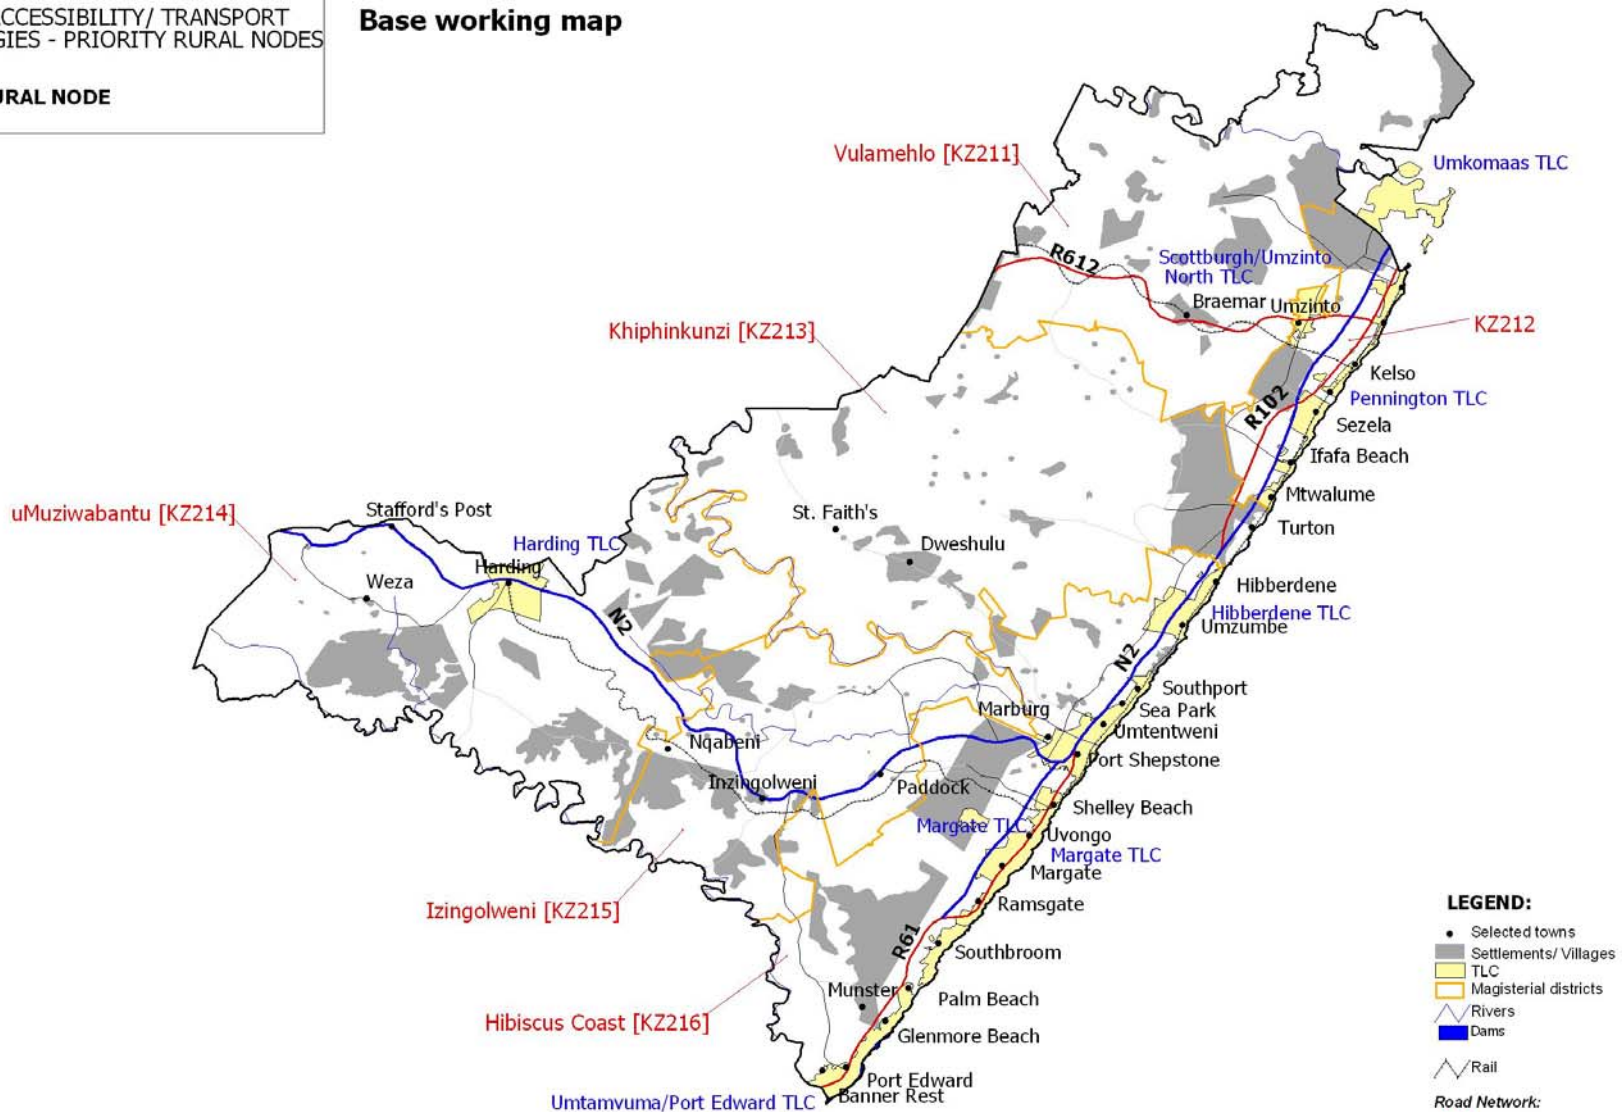 CCESSIBILITY/ TRANSPORT
GIES - PRIORITY RURAL NODES
URAL NODE
Base working map
Vulamehlo [KZ211]
Umkomaas TLC
R612
Scottburgh/Umzinto
North TLC
Braemar
Umzinto
KZ212
Khiphinkunzi [KZ213]
Kelso
Pennington TLC
R102
Sezela
Ifafa Beach
Mtwalume
Turton
uMuziwabantu [KZ214]
Stafford's Post
St. Faith's
Harding TLC
Dweshulu
Harding
Weza
Hibberdene
Hibberdene TLC
Umzumbe
N2
N2
Southport
Sea Park
Marburg
Umtentweni
Nqabeni
Port Shepstone
Inzingolweni
Paddock
Shelley Beach
Margate TLC
Uvongo
Margate TLC
Margate
Izingolweni [KZ215]
Ramsgate
R61
Southbroom
Munster
Palm Beach
Hibiscus Coast [KZ216]
Glenmore Beach
Port Edward
Banner Rest
Umtamvuma/Port Edward TLC
LEGEND:
Selected towns
Settlements/ Villages
TLC
Magisterial districts
Rivers
Dams
Rail
Road Network: